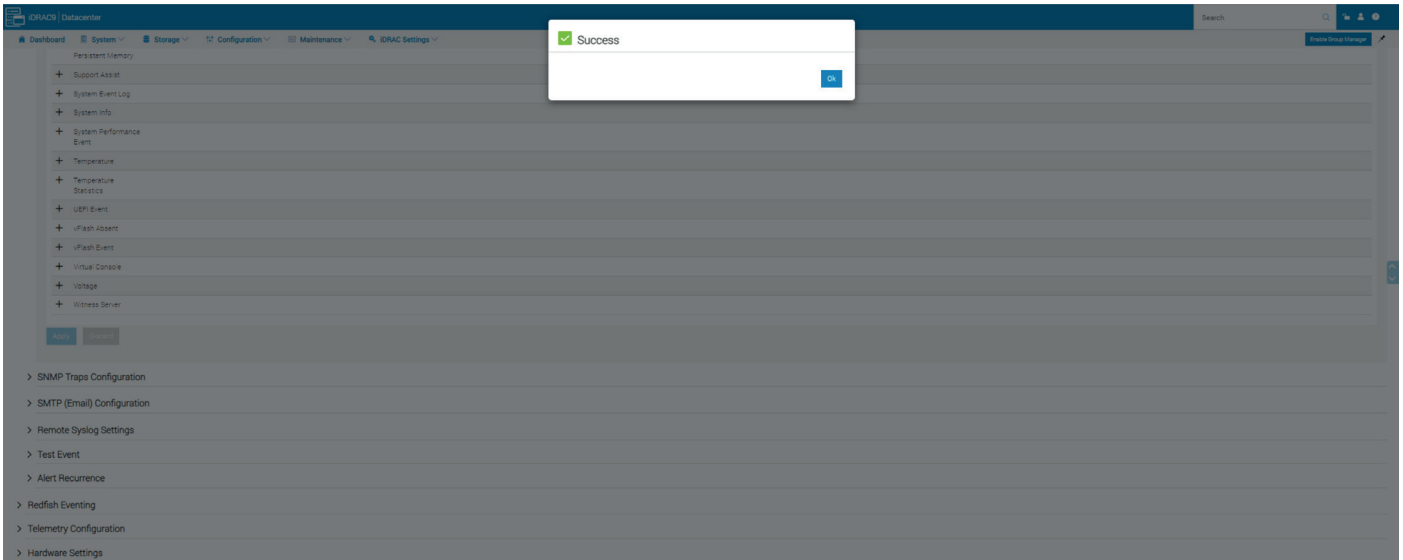 iDRAC9 | Datacenter
Search
Dashboard System Storage Configuration Maintenance iDRAC Settings
Enable Group Manager
Success
Ok
Persistent Memory
+ Support Assist
+ System Event Log
+ System Info
+ System Performance
Event
+ Temperature
+ Temperature
Statistics
+ UEFI Event
+ vFlash Absent
+ vFlash Event
+ Virtual Console
+ Voltage
+ Witness Server
Apply Discard
> SNMP Traps Configuration
> SMTP (Email) Configuration
> Remote Syslog Settings
> Test Event
> Alert Recurrence
> Redfish Eventing
> Telemetry Configuration
> Hardware Settings